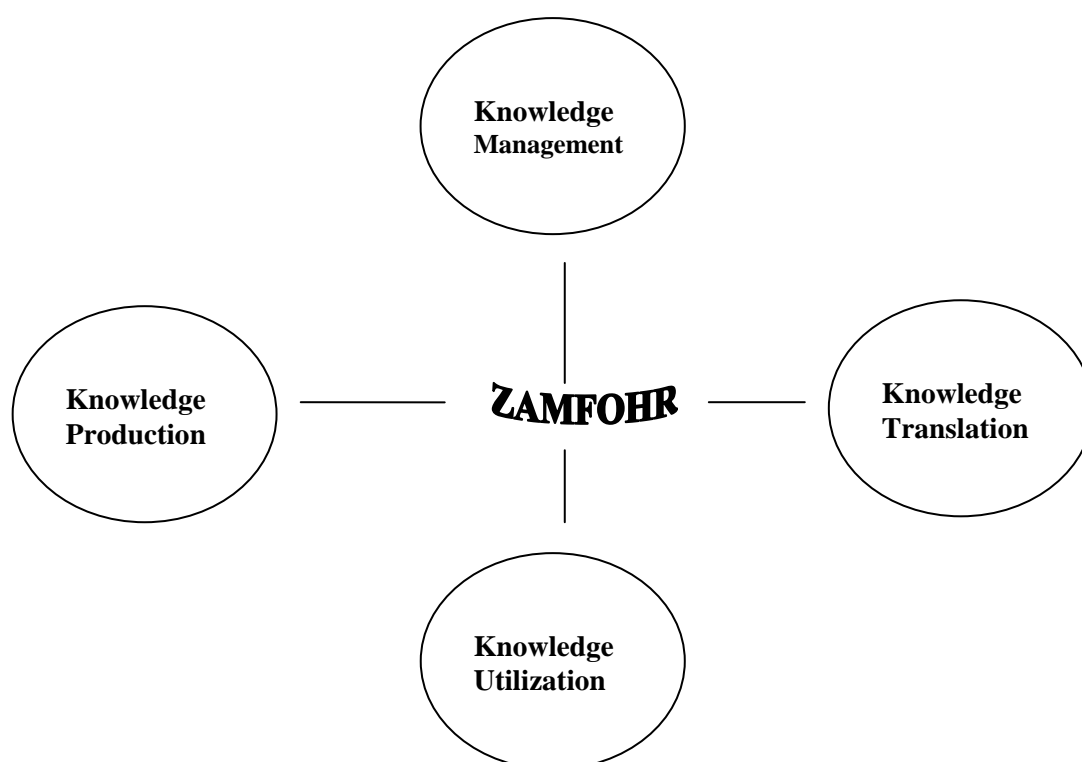 Knowledge
Management
Knowledge
Production
ZAMFOHR
Knowledge
Translation
Knowledge
Utilization